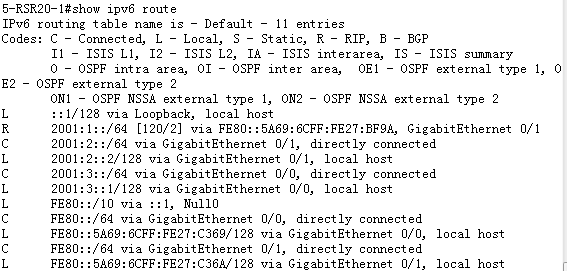 5-RSR20-1#show ipv6 route
IPv6 routing table name is - Default - 11 entries
Codes: C - Connected, L - Local, S - Static, R - RIP, B - BGP
I1 - ISIS L1, I2 - ISIS L2, IA - ISIS interarea, IS - ISIS summary
O - OSPF intra area, OI - OSPF inter area, OE1 - OSPF external type 1, O
E2 - OSPF external type 2
ON1 - OSPF NSSA external type 1, ON2 - OSPF NSSA external type 2
L ::1/128 via Loopback, local host
R 2001:1::/64 [120/2] via FE80::5A69:6CFF:FE27:BF9A, GigabitEthernet 0/1
C 2001:2::/64 via GigabitEthernet 0/1, directly connected
L 2001:2::2/128 via GigabitEthernet 0/1, local host
C 2001:3::/64 via GigabitEthernet 0/0, directly connected
L 2001:3::1/128 via GigabitEthernet 0/0, local host
L FE80::/10 via ::1, Null0
C FE80::/64 via GigabitEthernet 0/0, directly connected
L FE80::5A69:6CFF:FE27:C369/128 via GigabitEthernet 0/0, local host
C FE80::/64 via GigabitEthernet 0/1, directly connected
L FE80::5A69:6CFF:FE27:C36A/128 via GigabitEthernet 0/1, local host